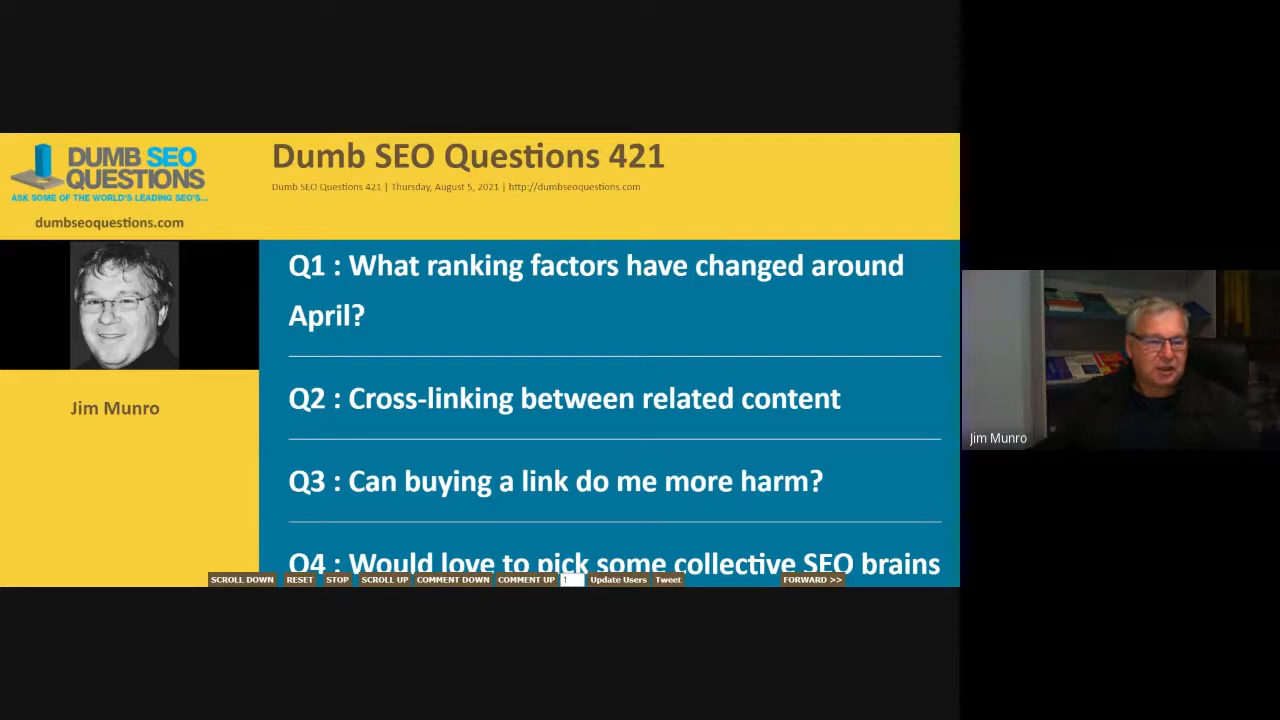 DUMB SEO
QUESTIONS
ASK SOME OF THE WORLD'S LEADING SEO'S...
dumbseoquestions.com
Dumb SEO Questions 421
Dumb SEO Questions 421 | Thursday, August 5, 2021 | http://dumbseoquestions.com
Jim Munro
Q1 : What ranking factors have changed around
April?
Q2 : Cross-linking between related content
Q3 : Can buying a link do me more harm?
Q4 : Would love to pick some collective SEO brains
SCROLL DOWN RESET STOP SCROLL UP COMMENT DOWN COMMENT UP 1 Update Users Tweet FORWARD >>
Jim Munro